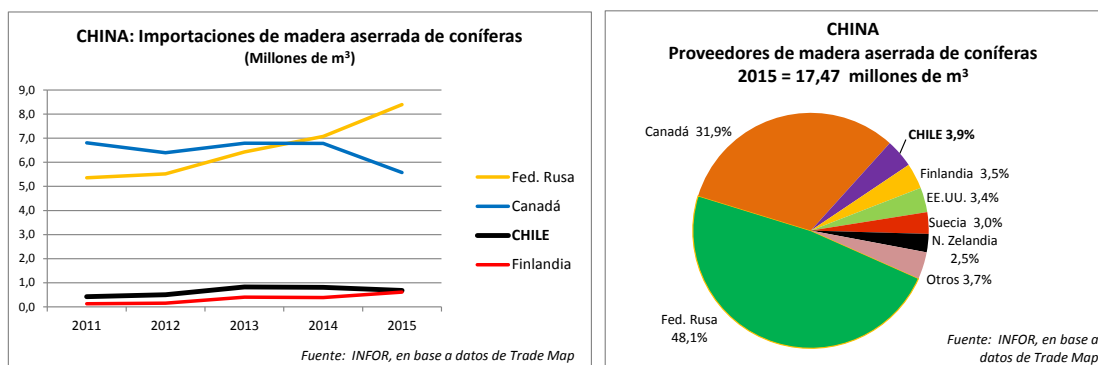 CHINA: Importaciones de madera aserrada de coníferas
(Millones de m³)
9,0
8,0
7,0
6,0
5,0
4,0
3,0
2,0
1,0
0,0
2011 2012 2013 2014 2015
Fed. Rusa
Canadá
CHILE
Finlandia
Fuente: INFOR, en base a datos de Trade Map
CHINA
Proveedores de madera aserrada de coníferas
2015 = 17,47 millones de m³
Canadá 31,9%
CHILE 3,9%
Finlandia 3,5%
EE.UU. 3,4%
Suecia 3,0%
N. Zelandia
2,5%
Otros 3,7%
Fed. Rusa
48,1%
Fuente: INFOR, en base a
datos de Trade Map